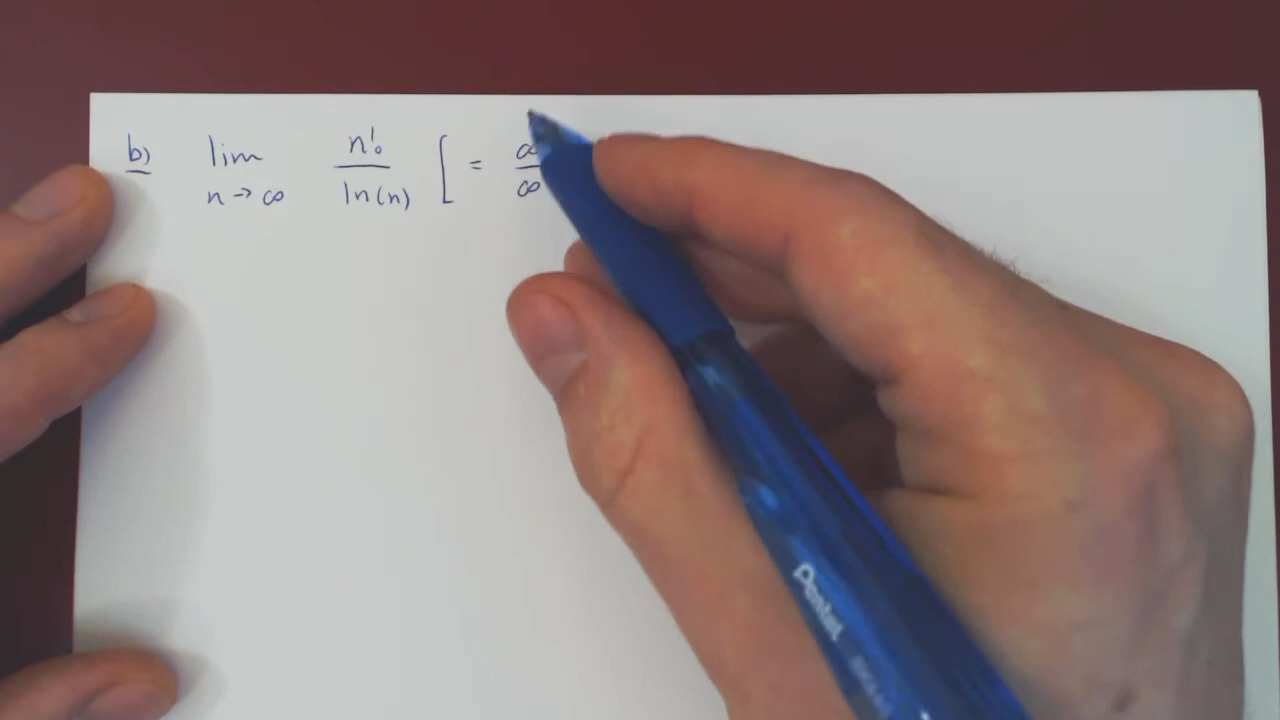 b) lim n→∞ n! / ln(n) [ = ∞/∞
Pentel